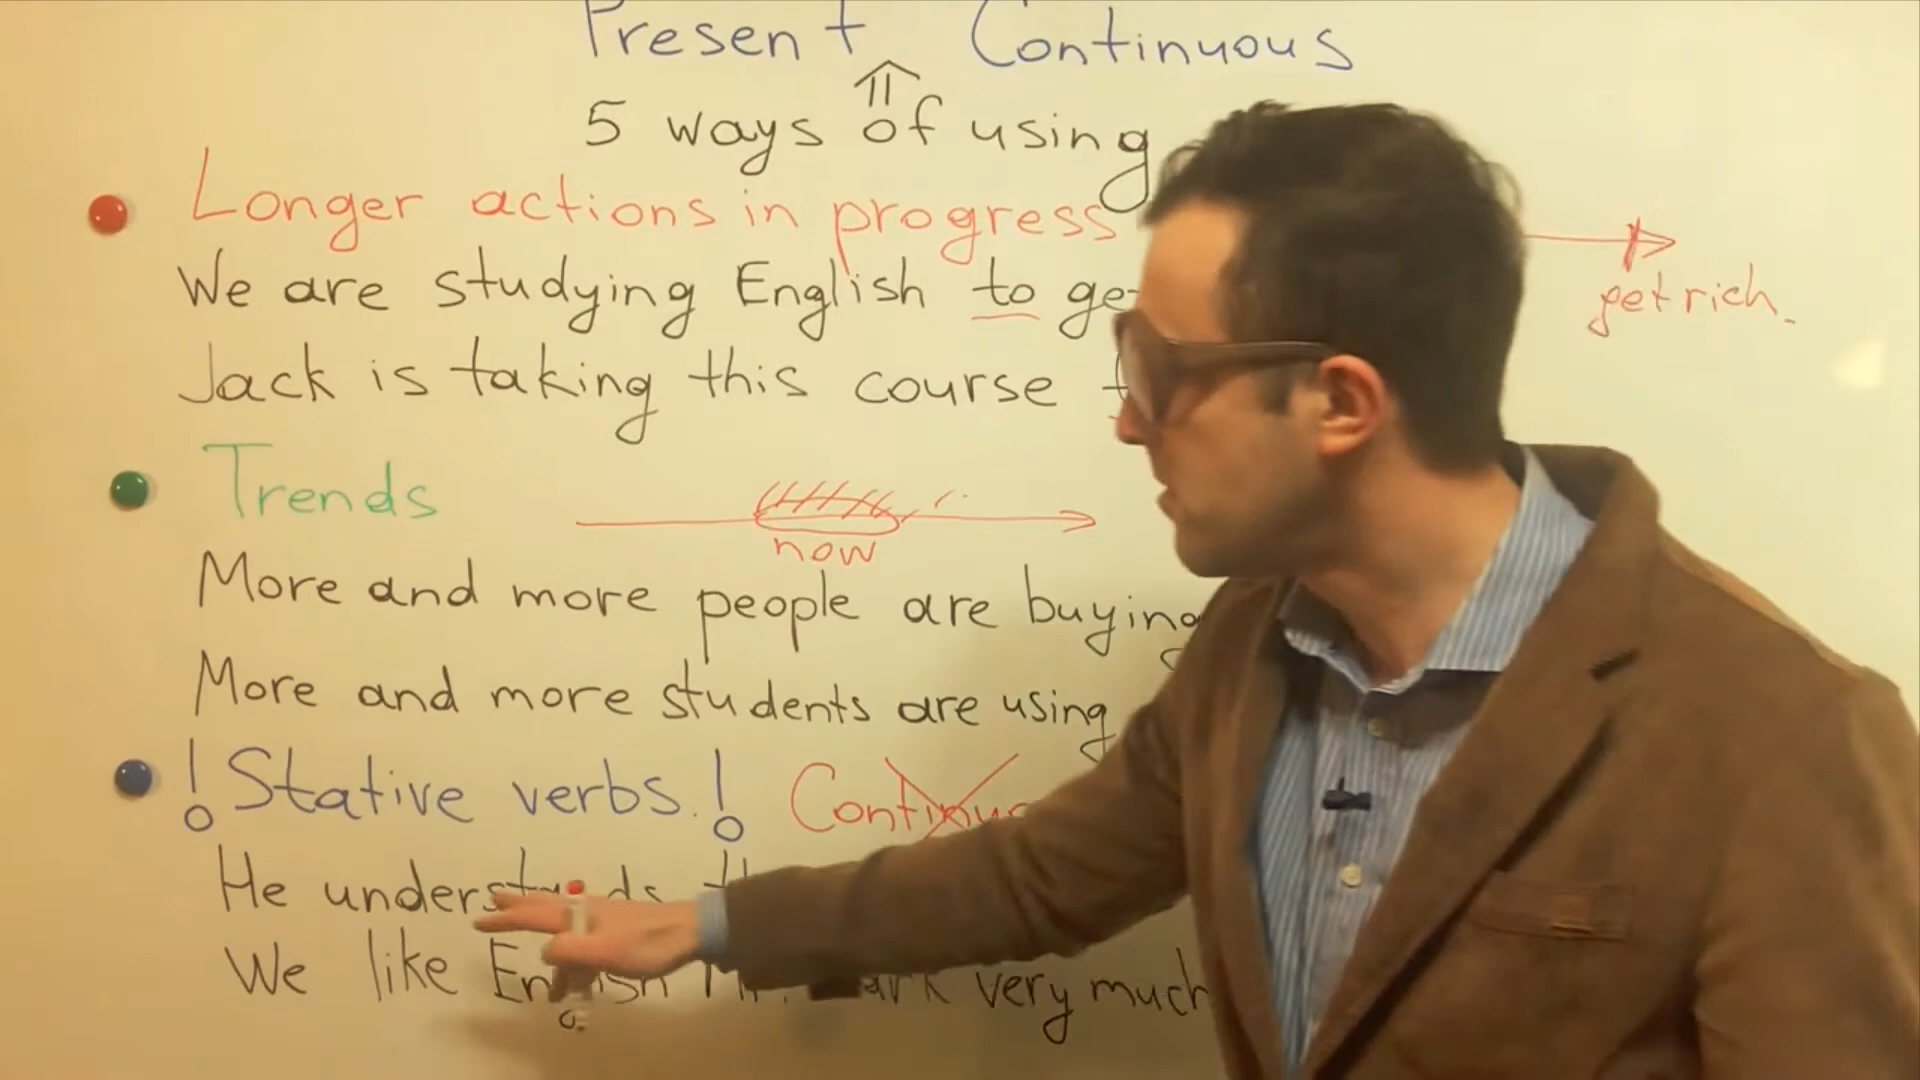 Present Continuous
5 ways of using
Longer actions in progress
We are studying English to
get rich.
Jack is taking this course
Trends
now
More and more people are buying
More and more students are using
! Stative verbs. !
He understands
We like English very much